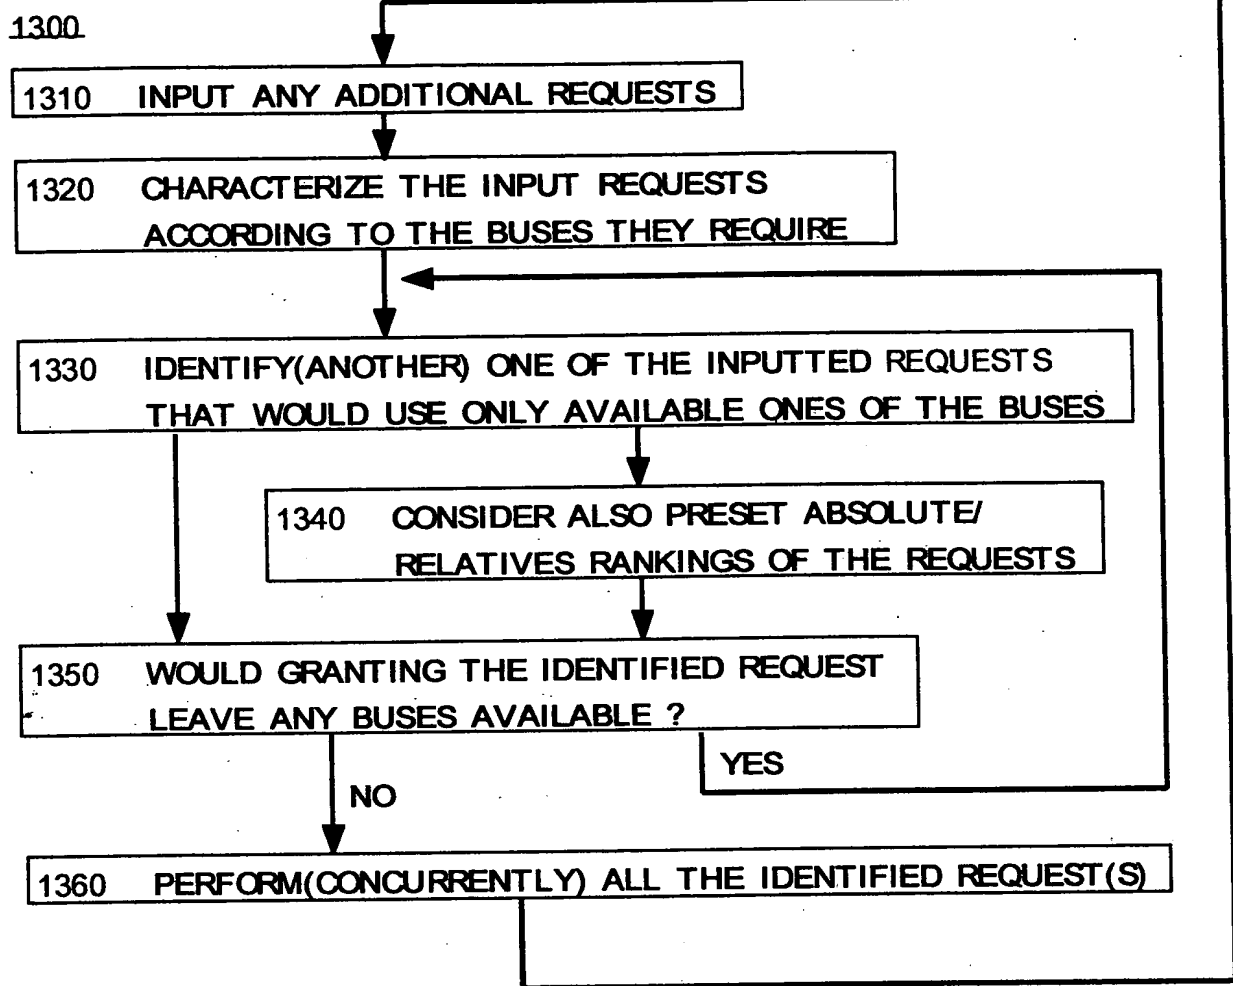 1300
1310 INPUT ANY ADDITIONAL REQUESTS
1320 CHARACTERIZE THE INPUT REQUESTS
ACCORDING TO THE BUSES THEY REQUIRE
1330 IDENTIFY(ANOTHER) ONE OF THE INPUTTED REQUESTS
THAT WOULD USE ONLY AVAILABLE ONES OF THE BUSES
1340 CONSIDER ALSO PRESET ABSOLUTE/
RELATIVES RANKINGS OF THE REQUESTS
1350 WOULD GRANTING THE IDENTIFIED REQUEST
LEAVE ANY BUSES AVAILABLE ?
YES
NO
1360 PERFORM(CONCURRENTLY) ALL THE IDENTIFIED REQUEST(S)